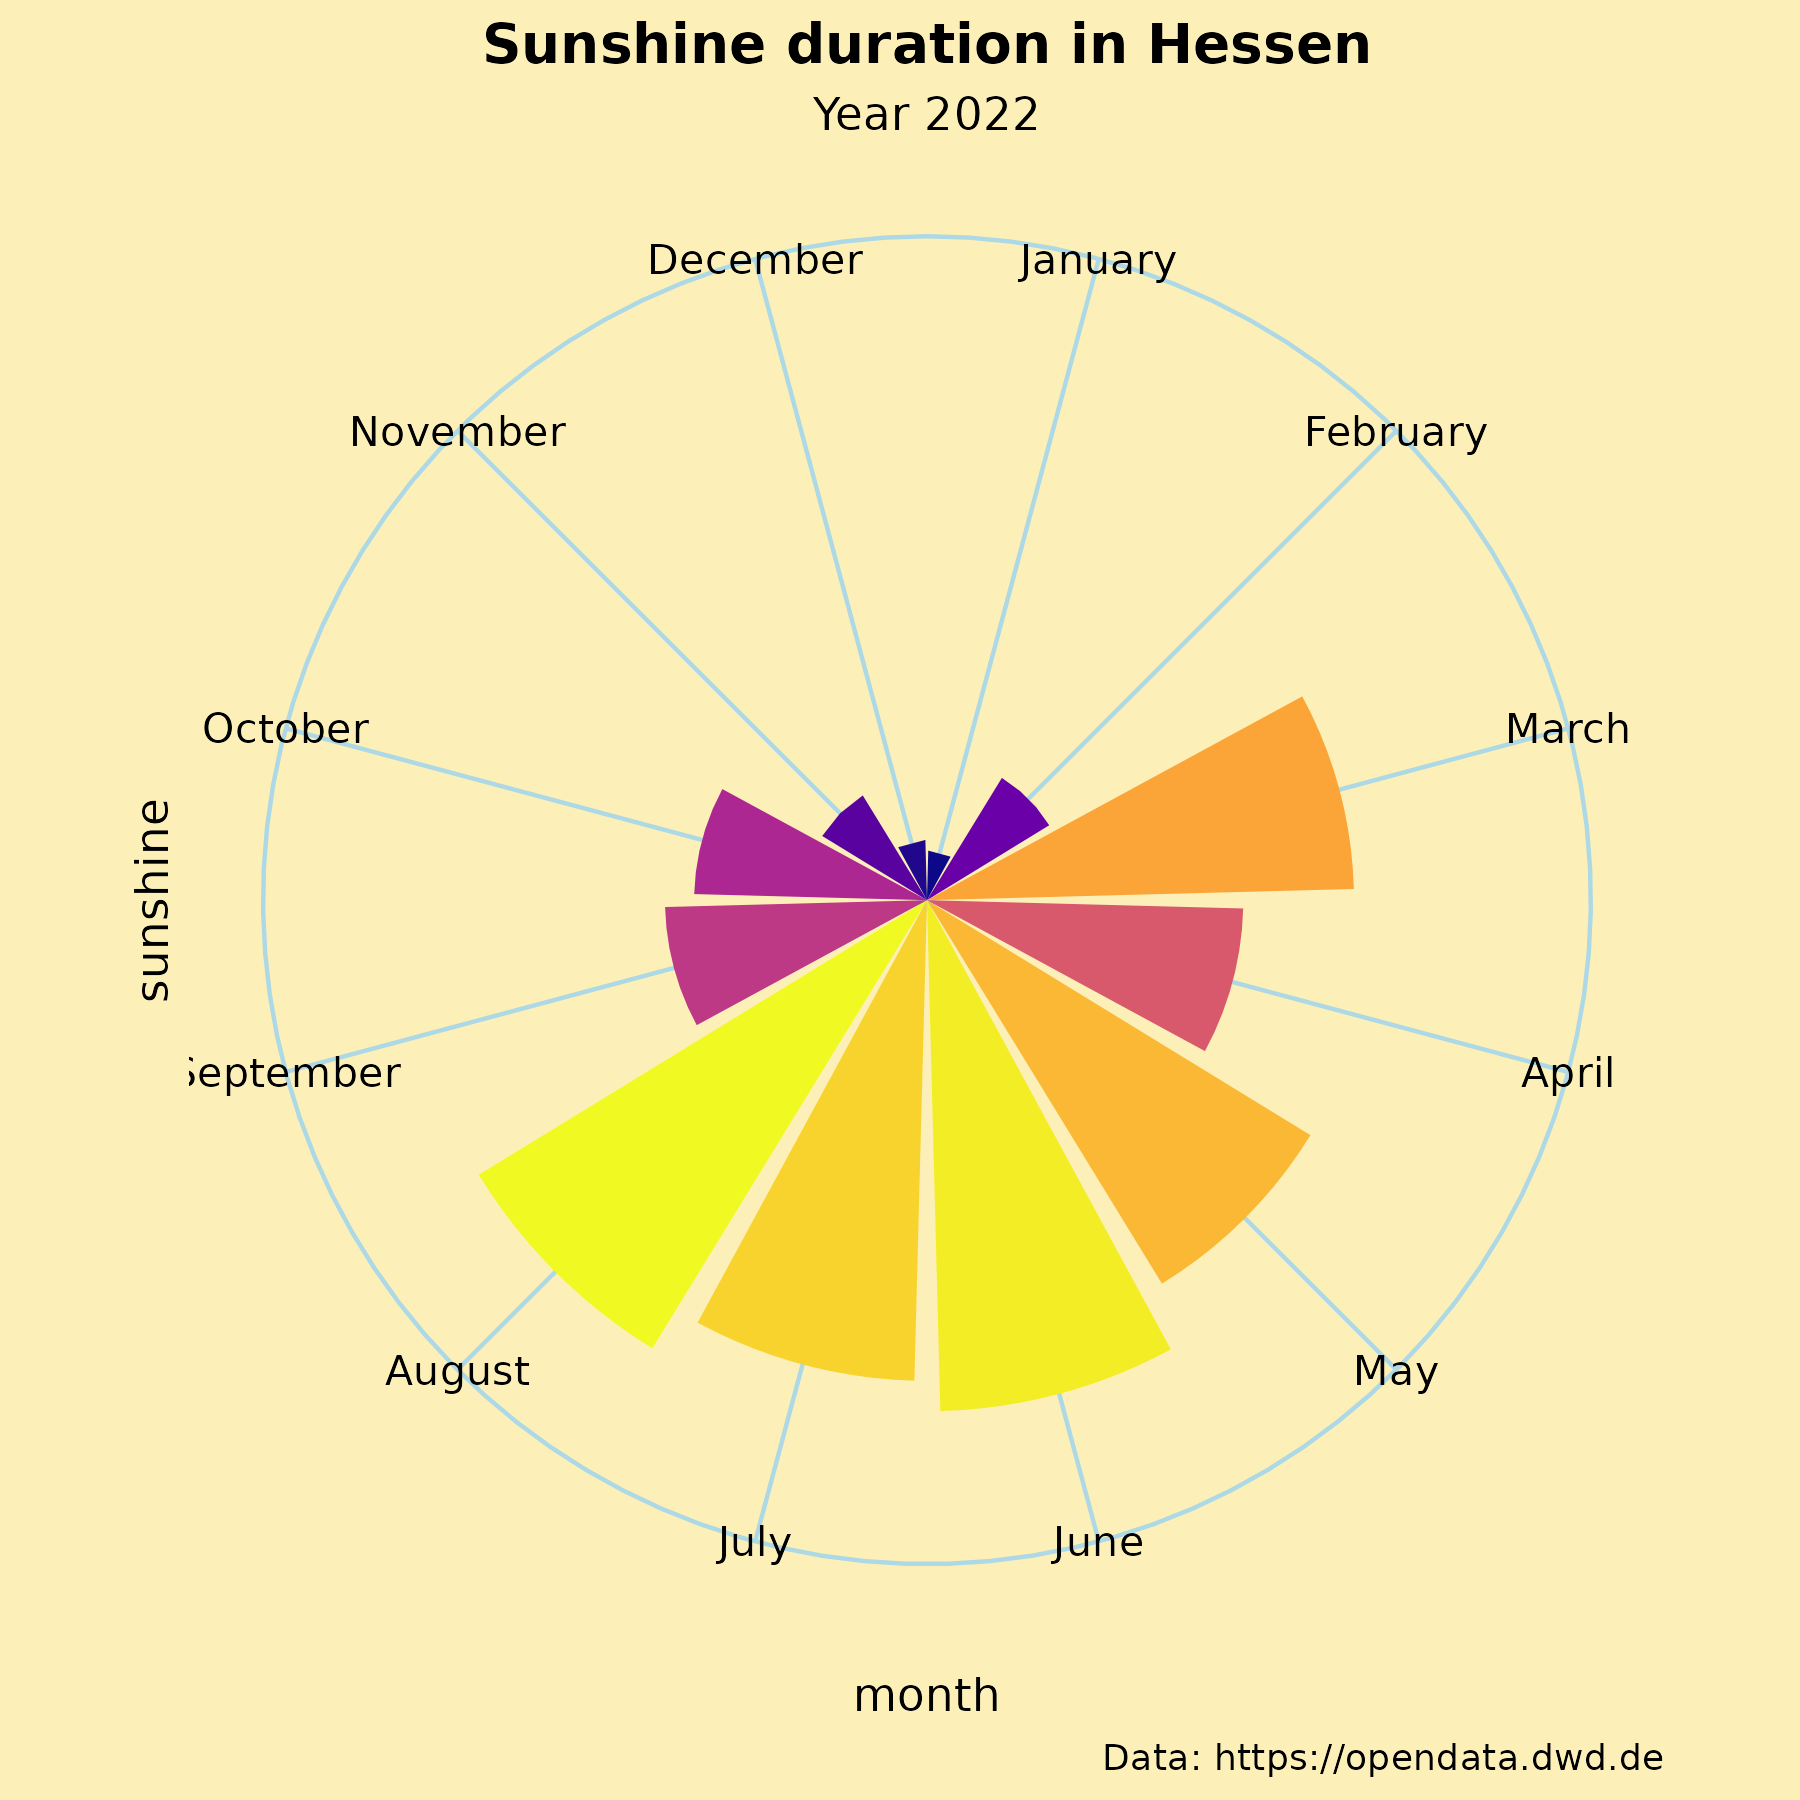 Sunshine duration in Hessen
Year 2022
December
January
November
February
October
March
sunshine
September
April
August
May
July
June
month
Data: https://opendata.dwd.de